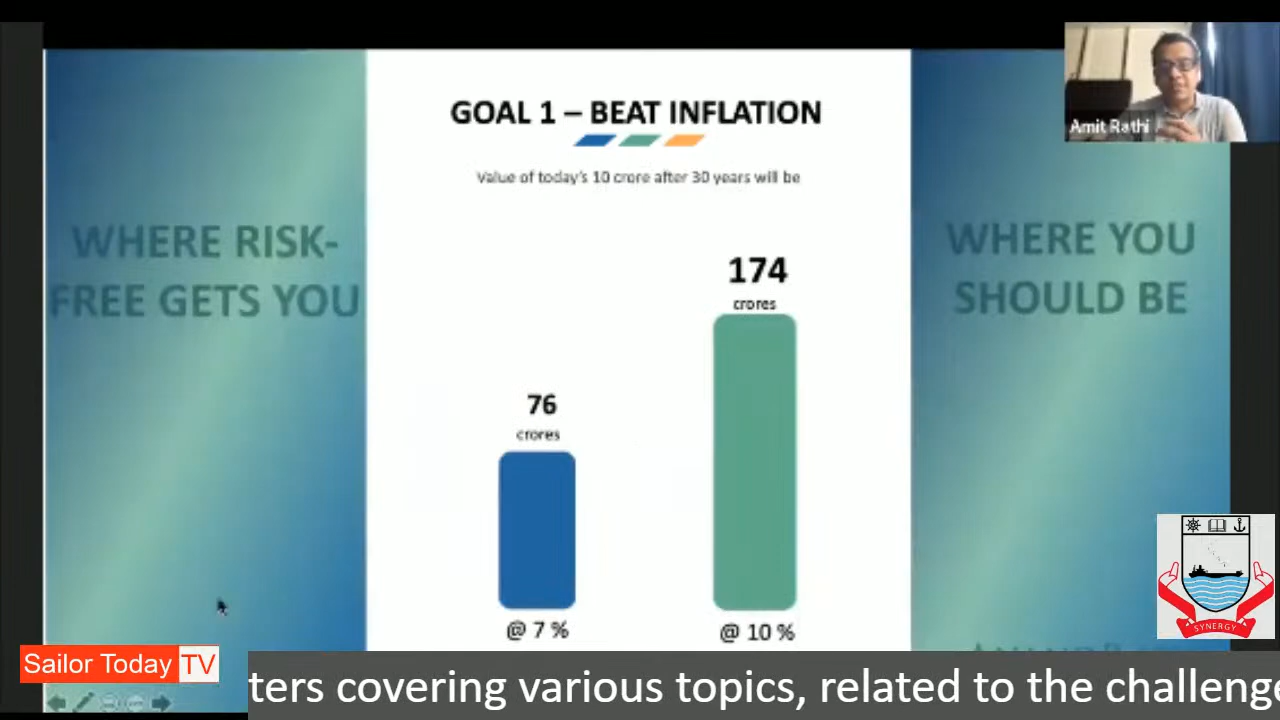 GOAL 1 – BEAT INFLATION
Value of today's 10 crore after 30 years will be
WHERE RISK-
FREE GETS YOU
WHERE YOU
SHOULD BE
174
crores
76
crores
@ 7 %
@ 10 %
Amit Rathi
SYNERGY
Sailor Today TV
ters covering various topics, related to the challenge